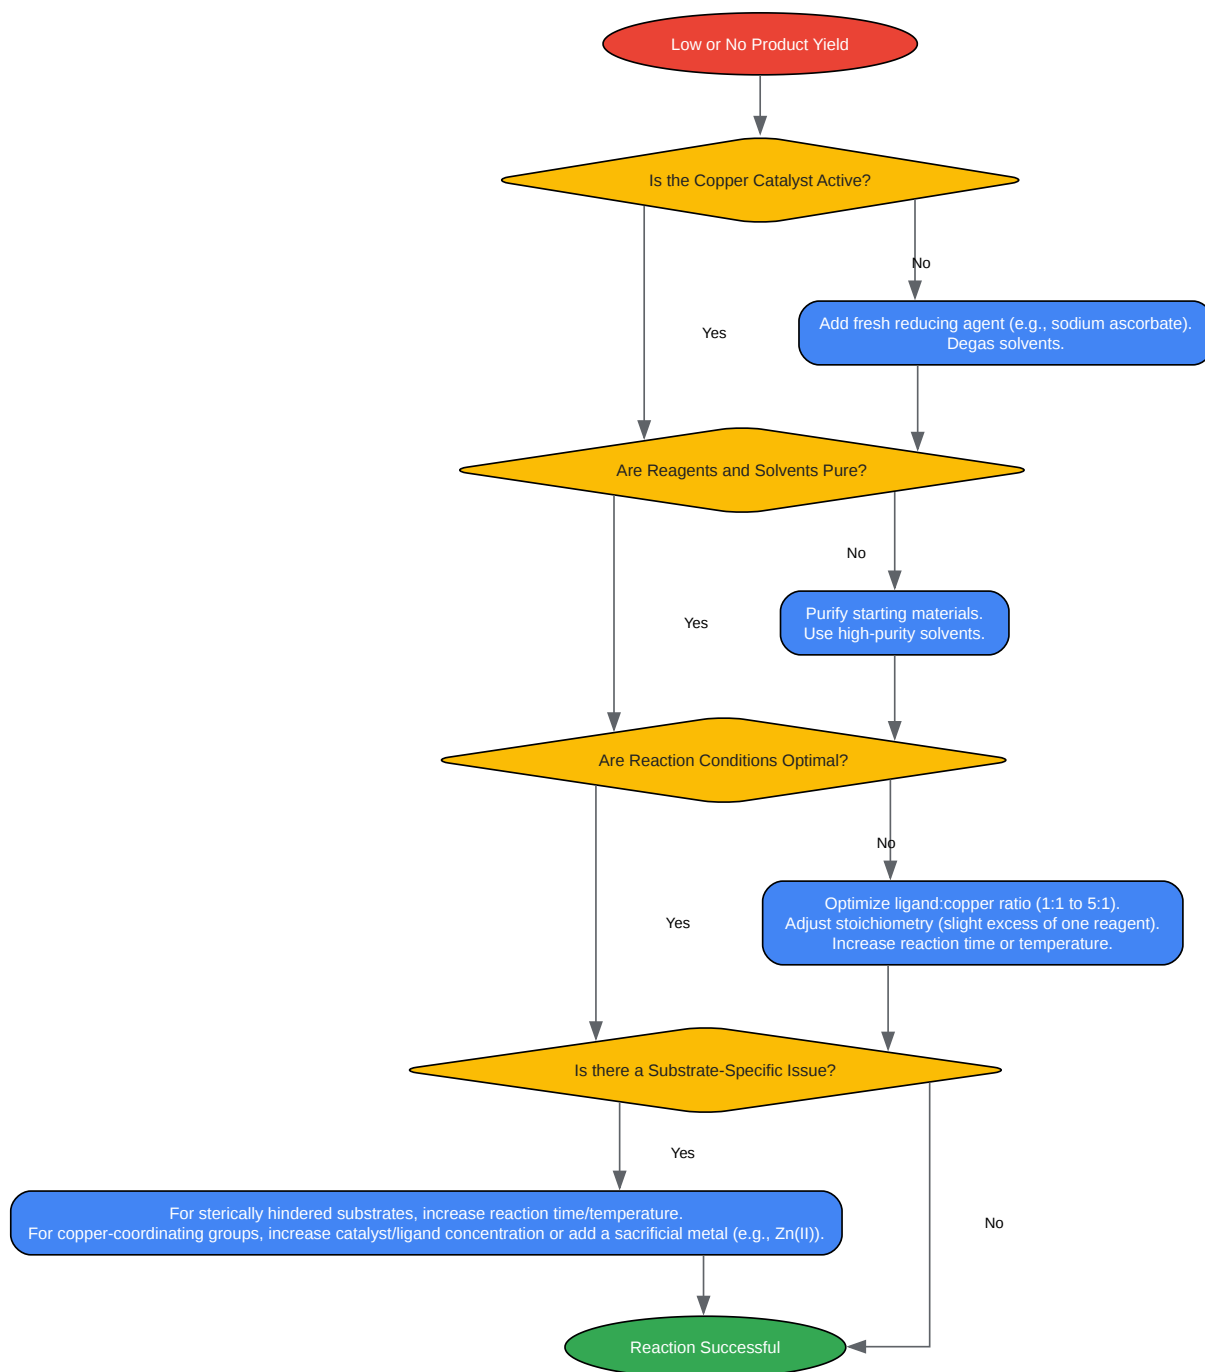 Low or No Product Yield
Is the Copper Catalyst Active?
No
Add fresh reducing agent (e.g., sodium ascorbate).
Degas solvents.
Yes
Are Reagents and Solvents Pure?
No
Purify starting materials.
Use high-purity solvents.
Yes
Are Reaction Conditions Optimal?
No
Optimize ligand:copper ratio (1:1 to 5:1).
Adjust stoichiometry (slight excess of one reagent).
Increase reaction time or temperature.
Yes
Is there a Substrate-Specific Issue?
Yes
For sterically hindered substrates, increase reaction time/temperature.
For copper-coordinating groups, increase catalyst/ligand concentration or add a sacrificial metal (e.g., Zn(II)).
No
Reaction Successful